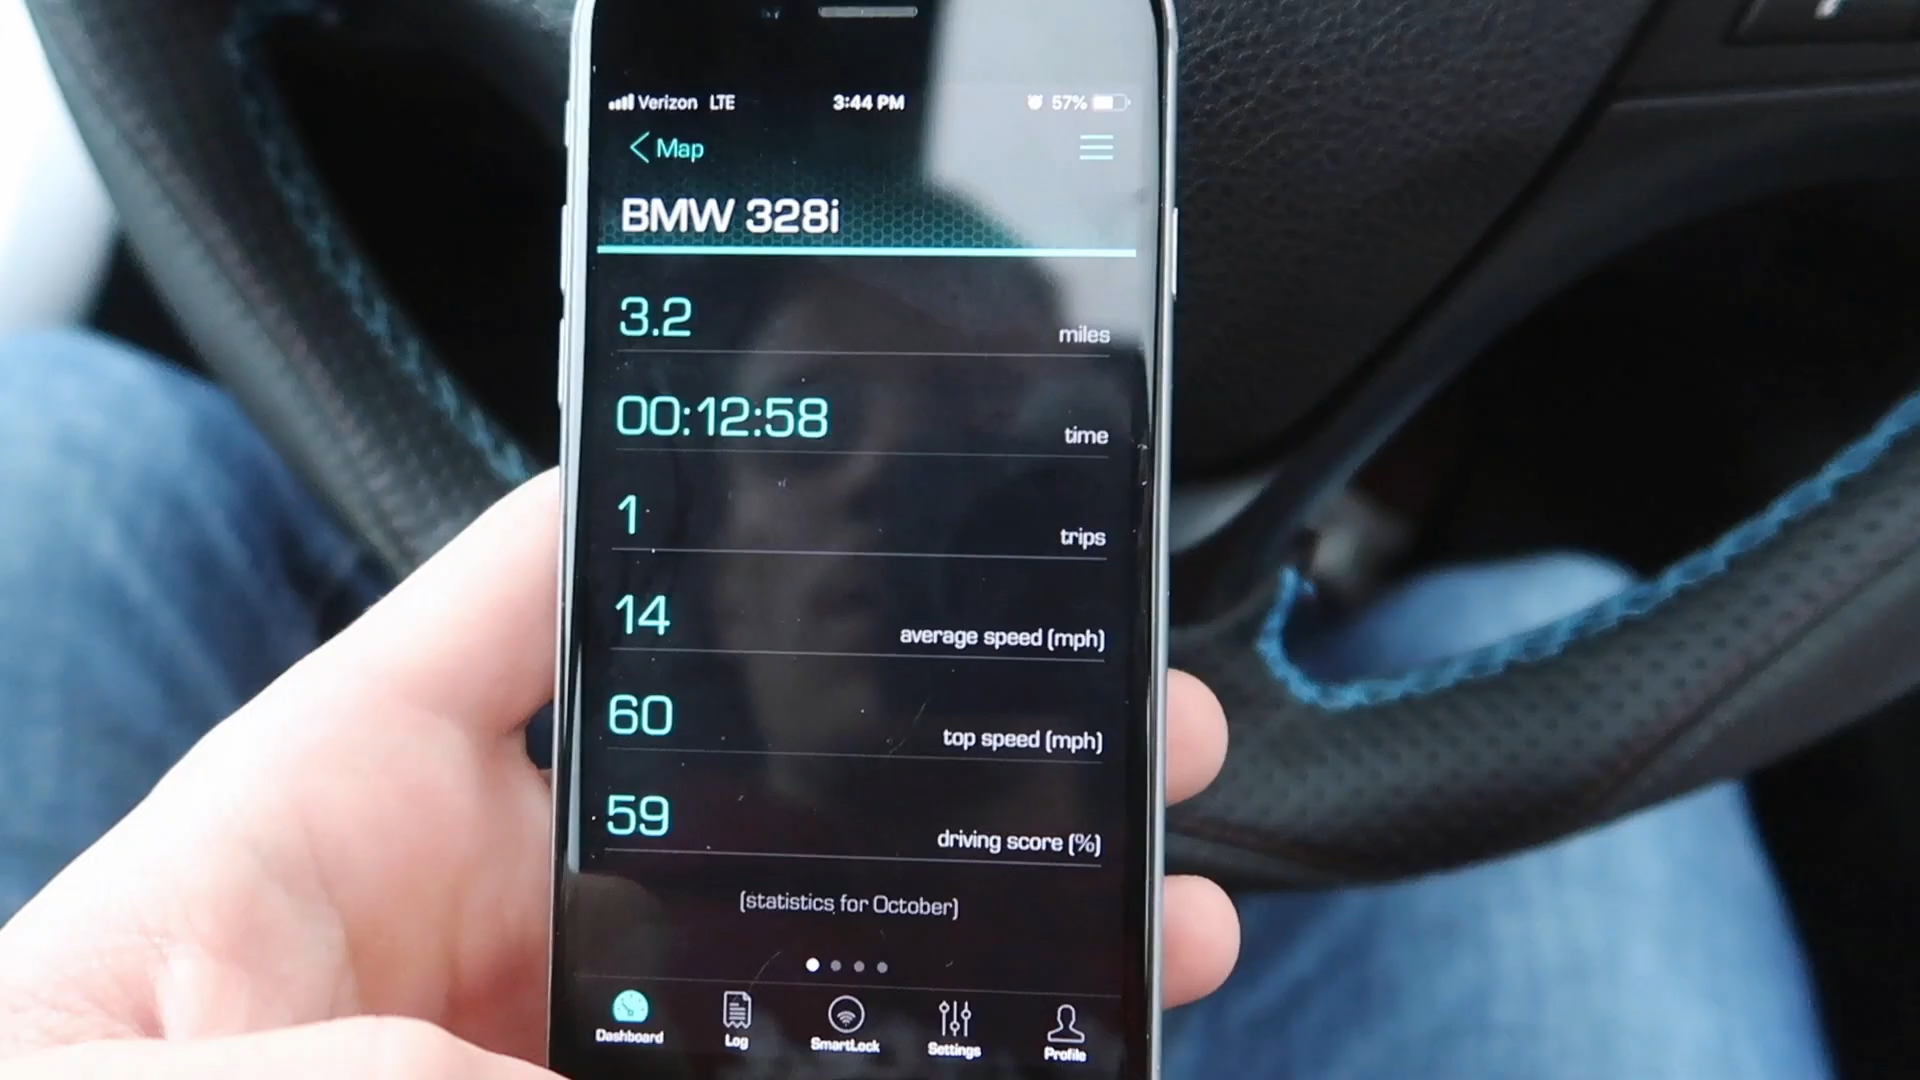 Verizon LTE 3:44 PM 57%
Map
BMW 328i
3.2 miles
00:12:58 time
1 trips
14 average speed (mph)
60 top speed (mph)
59 driving score (%)
(statistics for October)
Dashboard Log SmartLock Settings Profile